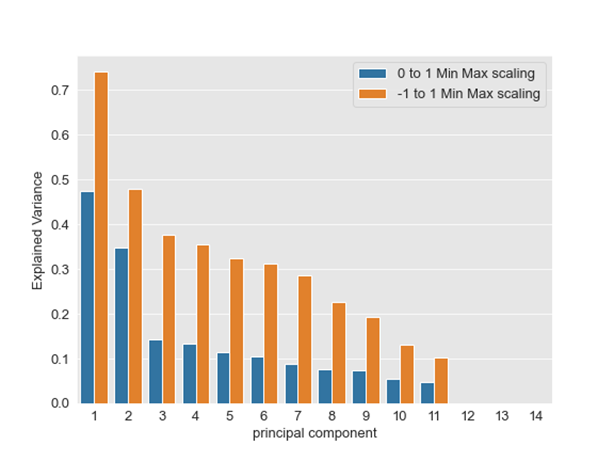 0 to 1 Min Max scaling
-1 to 1 Min Max scaling
Explained Variance
0.7
0.6
0.5
0.4
0.3
0.2
0.1
0.0
1 2 3 4 5 6 7 8 9 10 11 12 13 14
principal component